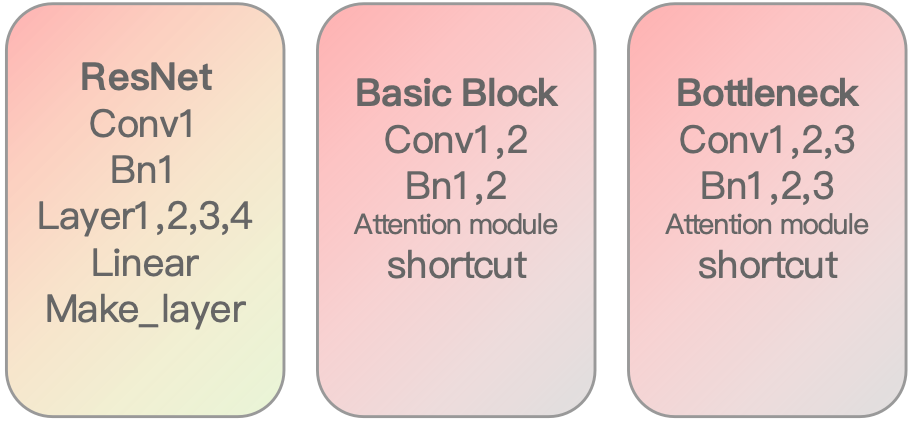 ResNet
Conv1
Bn1
Layer1,2,3,4
Linear
Make_layer
Basic Block
Conv1,2
Bn1,2
Attention module
shortcut
Bottleneck
Conv1,2,3
Bn1,2,3
Attention module
shortcut